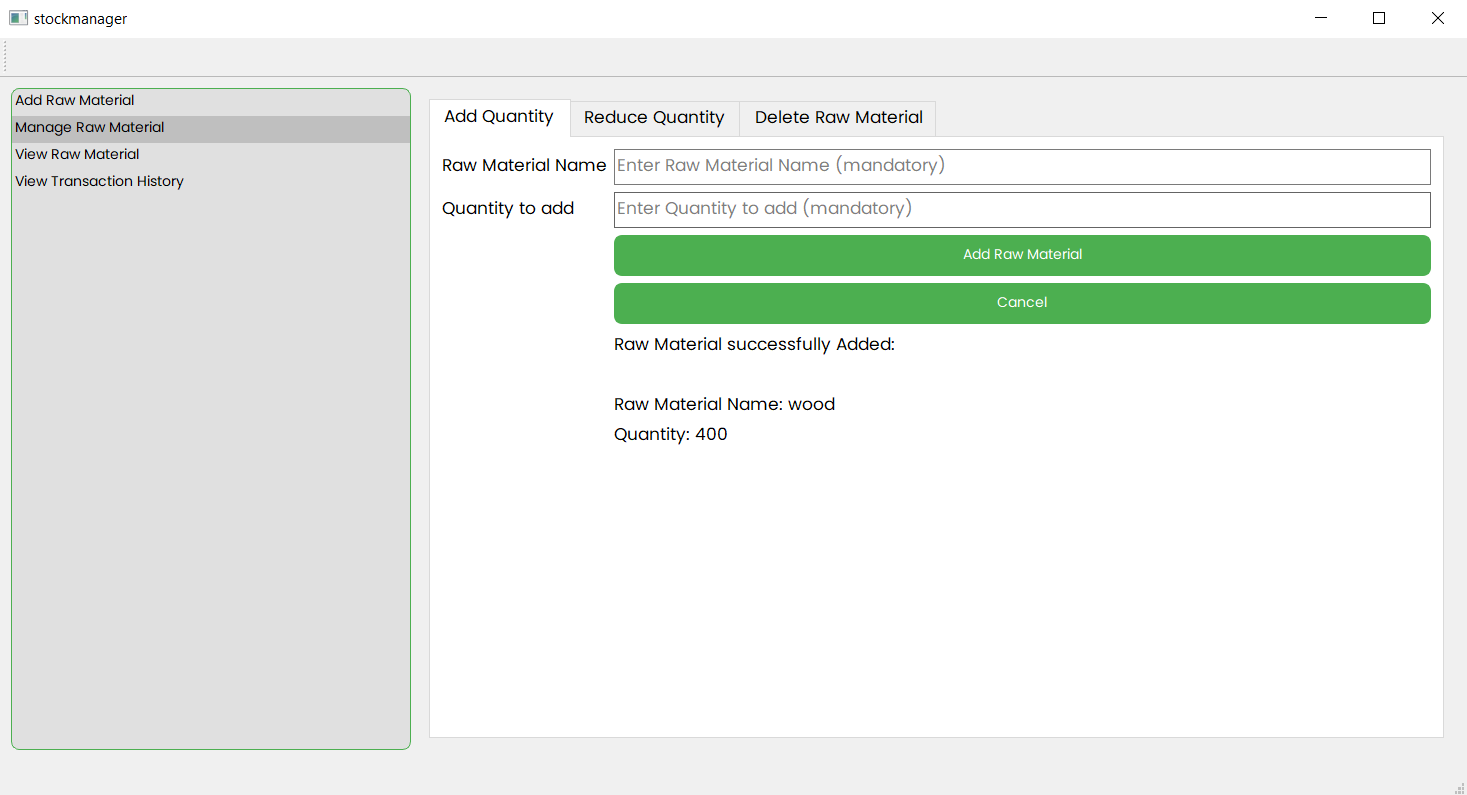 stockmanager
Add Raw Material
Manage Raw Material
View Raw Material
View Transaction History
Add Quantity
Reduce Quantity
Delete Raw Material
Raw Material Name
Enter Raw Material Name (mandatory)
Quantity to add
Enter Quantity to add (mandatory)
Add Raw Material
Cancel
Raw Material successfully Added:
Raw Material Name: wood
Quantity: 400